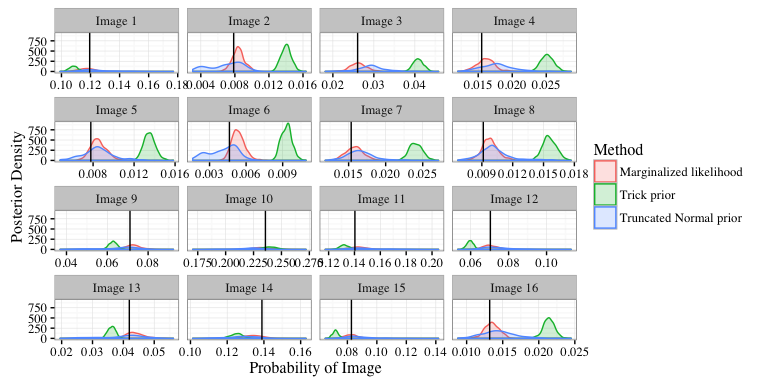 Image 1 Image 2 Image 3 Image 4
750
500
250
0
0.10 0.12 0.14 0.16 0.18 0.004 0.008 0.012 0.016 0.02 0.03 0.04 0.015 0.020 0.025
Image 5 Image 6 Image 7 Image 8
750
500
250
0
0.008 0.012 0.016 0.003 0.006 0.009 0.015 0.020 0.025 0.009 0.012 0.015 0.018
Image 9 Image 10 Image 11 Image 12
750
500
250
0
0.04 0.06 0.08 0.175 0.200 0.225 0.250 0.275 0.12 0.14 0.16 0.18 0.20 0.06 0.08 0.10
Image 13 Image 14 Image 15 Image 16
750
500
250
0
0.02 0.03 0.04 0.05 0.10 0.12 0.14 0.16 0.08 0.10 0.12 0.14 0.010 0.015 0.020 0.025
Probability of Image
Posterior Density
Method
Marginalized likelihood
Trick prior
Truncated Normal prior